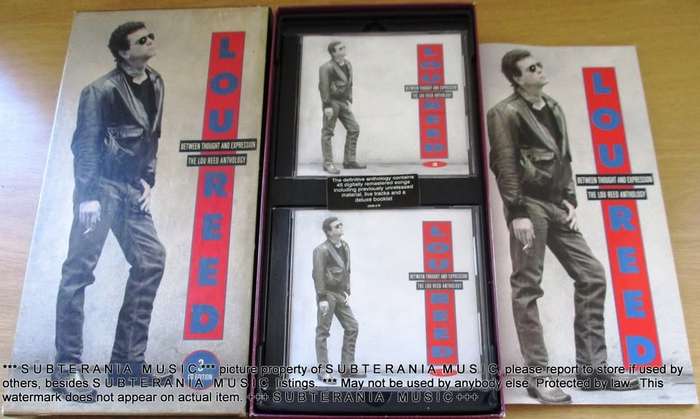 LOU REED
BETWEEN THOUGHT AND EXPRESSION
THE LOU REED ANTHOLOGY
3
LOU REED
BETWEEN THOUGHT AND EXPRESSION
THE LOU REED ANTHOLOGY
The definitive anthology contains
45 digitally remastered songs
including previously unreleased
material, live tracks and a
deluxe booklet
LOU REED
BETWEEN THOUGHT AND EXPRESSION
THE LOU REED ANTHOLOGY
LOU REED
BETWEEN THOUGHT AND EXPRESSION
THE LOU REED ANTHOLOGY
*** S U B T E R A N I A M U S I C *** picture property of S U B T E R A N I A M U S I C, please report to store if used by
others, besides S U B T E R A N I A M U S I C listings. *** May not be used by anybody else Protected by law. This
watermark does not appear on actual item. +++ S U B T E R A N I A M U S I C +++